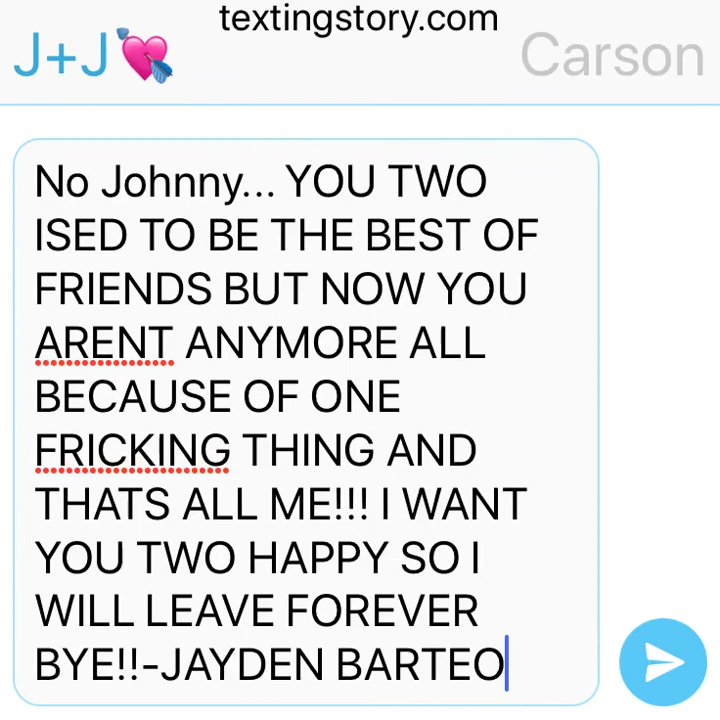 textingstory.com
J+J💘 Carson
No Johnny... YOU TWO
ISED TO BE THE BEST OF
FRIENDS BUT NOW YOU
ARENT ANYMORE ALL
BECAUSE OF ONE
FRICKING THING AND
THATS ALL ME!!! I WANT
YOU TWO HAPPY SO I
WILL LEAVE FOREVER
BYE!!-JAYDEN BARTEO